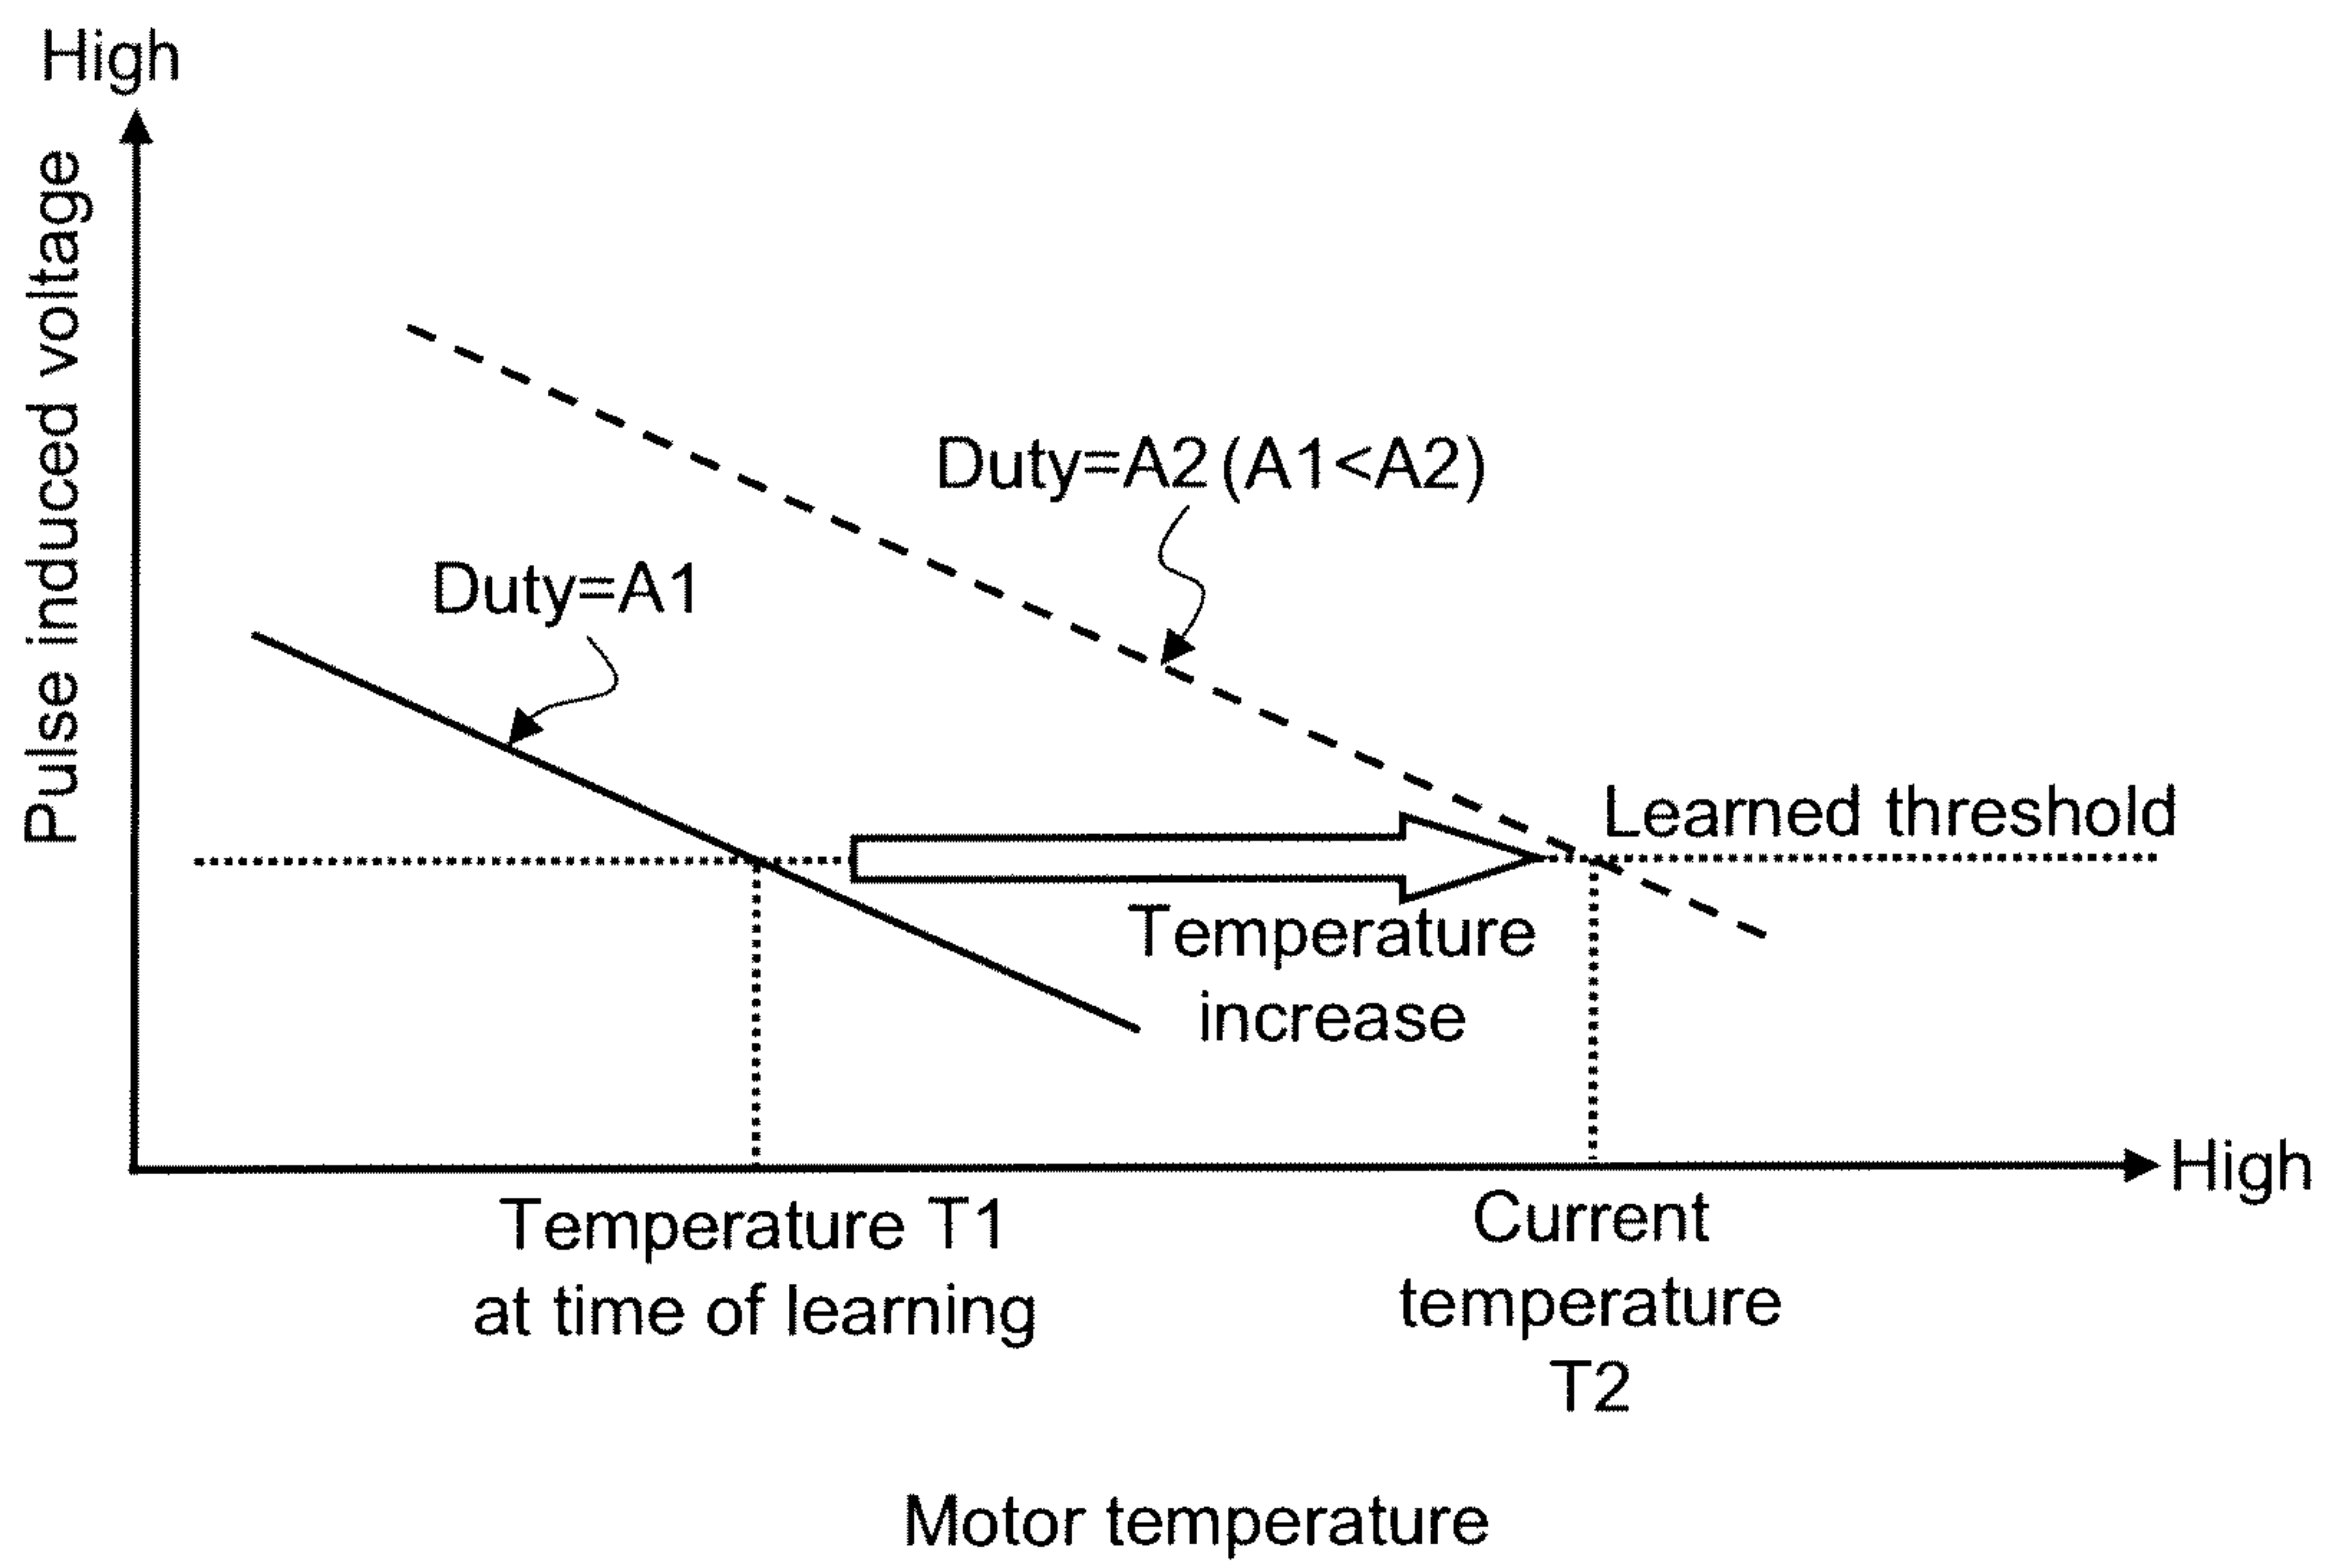 High
Pulse induced voltage
Duty=A2 (A1<A2)
Duty=A1
Learned threshold
Temperature
increase
High
Temperature T1
at time of learning
Current
temperature
T2
Motor temperature